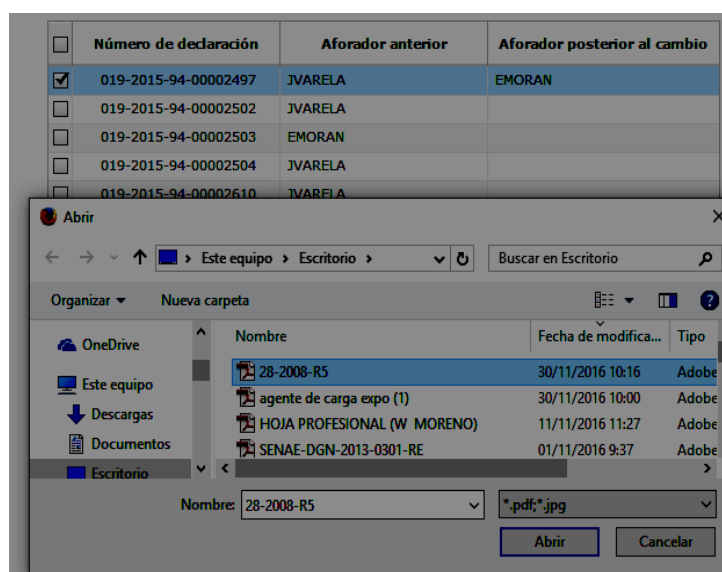 Número de declaración Aforador anterior Aforador posterior al cambio
019-2015-94-00002497 JVARELA EMORAN
019-2015-94-00002502 JVARELA
019-2015-94-00002503 EMORAN
019-2015-94-00002504 JVARELA
019-2015-94-00002610 JVARELA
Abrir
Este equipo Escritorio Buscar en Escritorio
Organizar Nueva carpeta
Nombre Fecha de modifica... Tipo
OneDrive
28-2008-R5 30/11/2016 10:16 Adobe
Este equipo
agente de carga expo (1) 30/11/2016 10:00 Adobe
Descargas
HOJA PROFESIONAL (W MORENO) 11/11/2016 11:27 Adobe
Documentos
SENAE-DGN-2013-0301-RE 01/11/2016 9:37 Adobe
Escritorio
Nombre: 28-2008-R5 *.pdf;*.jpg
Abrir Cancelar